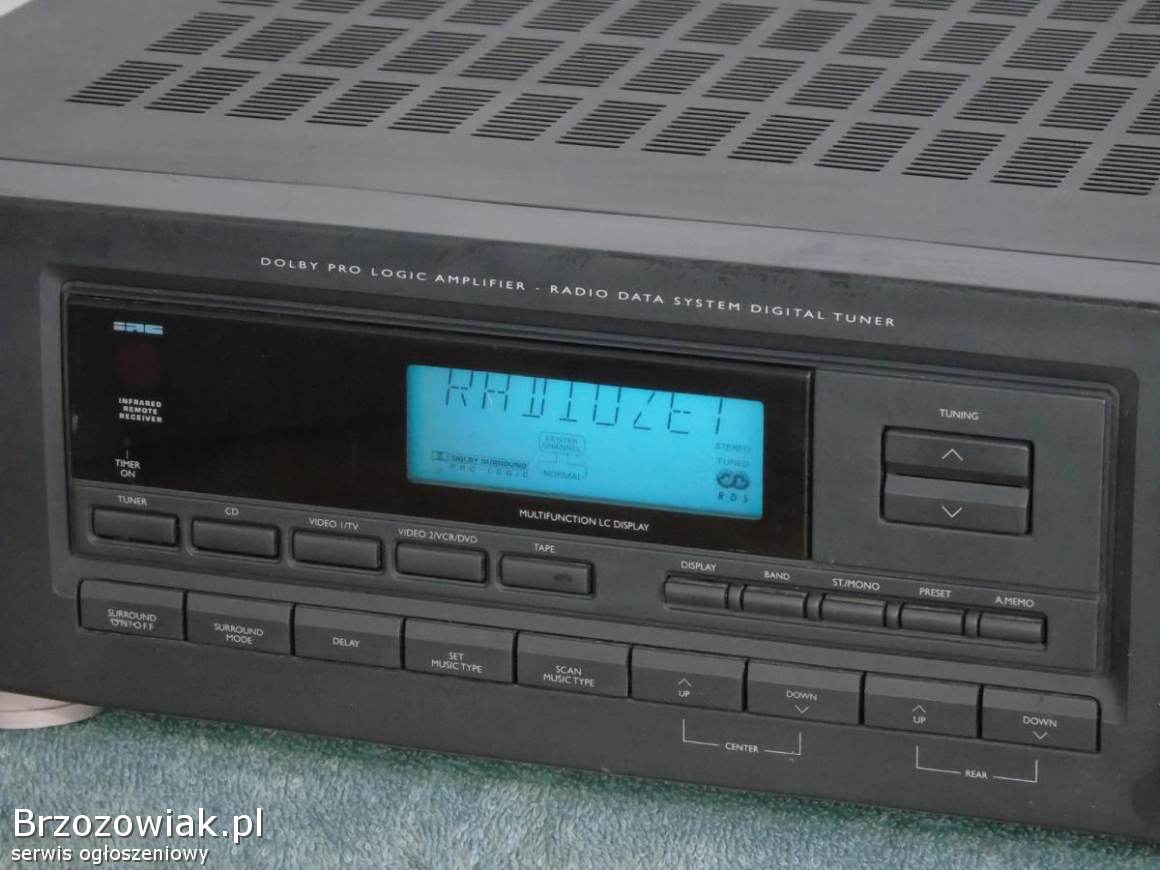 DOLBY PRO LOGIC AMPLIFIER - RADIO DATA SYSTEM DIGITAL TUNER
INFRARED
REMOTE
RECEIVER
TIMER
ON
RADIOZET
CENTER
CHANNEL
NORMAL
DOLBY SURROUND
PRO LOGIC
STEREO
TUNED
RDS
MULTIFUNCTION LC DISPLAY
TUNING
TUNER
CD
VIDEO 1/TV
VIDEO 2/VCR/DVD
TAPE
DISPLAY
BAND
ST/MONO
PRESET
A.MEMO
SURROUND
ON/OFF
SURROUND
MODE
DELAY
SET
MUSIC TYPE
SCAN
MUSIC TYPE
UP
DOWN
UP
DOWN
CENTER
REAR
Brzozowiak.pl
serwis ogłoszeniowy